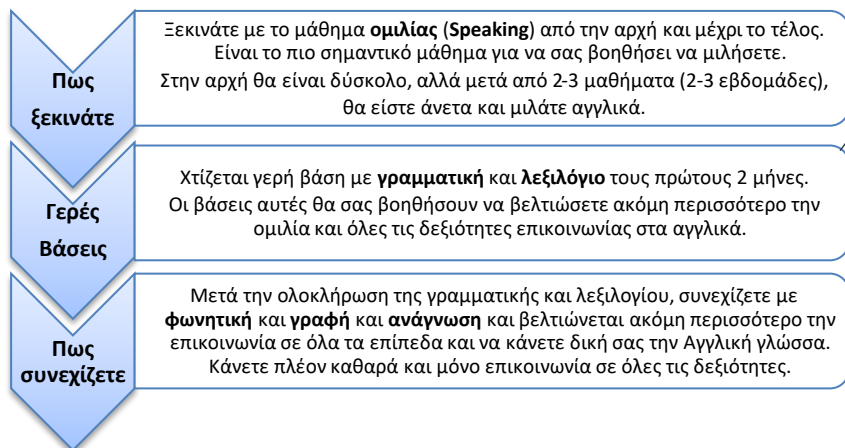 Πως
ξεκινάτε
Ξεκινάτε με το μάθημα ομιλίας (Speaking) από την αρχή και μέχρι το τέλος.
Είναι το πιο σημαντικό μάθημα για να σας βοηθήσει να μιλήσετε.
Στην αρχή θα είναι δύσκολο, αλλά μετά από 2-3 μαθήματα (2-3 εβδομάδες),
θα είστε άνετα και μιλάτε αγγλικά.
Γερές
Βάσεις
Χτίζεται γερή βάση με γραμματική και λεξιλόγιο τους πρώτους 2 μήνες.
Οι βάσεις αυτές θα σας βοηθήσουν να βελτιώσετε ακόμη περισσότερο την
ομιλία και όλες τις δεξιότητες επικοινωνίας στα αγγλικά.
Πως
συνεχίζετε
Μετά την ολοκλήρωση της γραμματικής και λεξιλογίου, συνεχίζετε με
φωνητική και γραφή και ανάγνωση και βελτιώνεται ακόμη περισσότερο την
επικοινωνία σε όλα τα επίπεδα και να κάνετε δική σας την Αγγλική γλώσσα.
Κάνετε πλέον καθαρά και μόνο επικοινωνία σε όλες τις δεξιότητες.